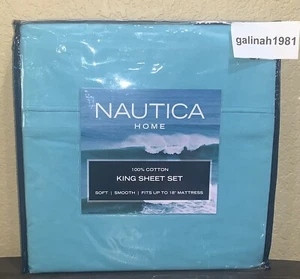 galinah1981
NAUTICA
HOME
100% COTTON
KING SHEET SET
SOFT | SMOOTH | FITS UP TO 18" MATTRESS